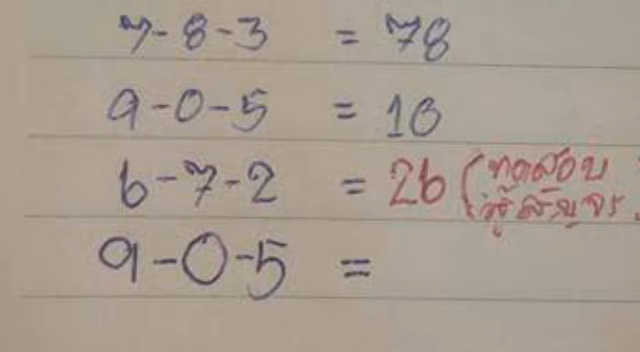 7-8-3 = 78
9-0-5 = 10
6-7-2 = 26 (ทดสอบ
9-0-5 =